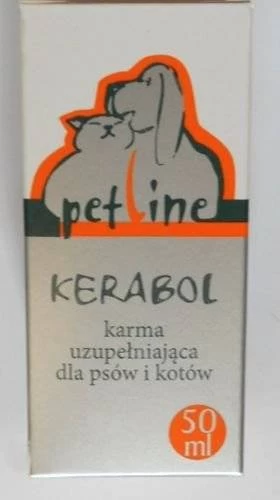 petline
KERABOL
karma
uzupełniająca
dla psów i kotów
50
ml